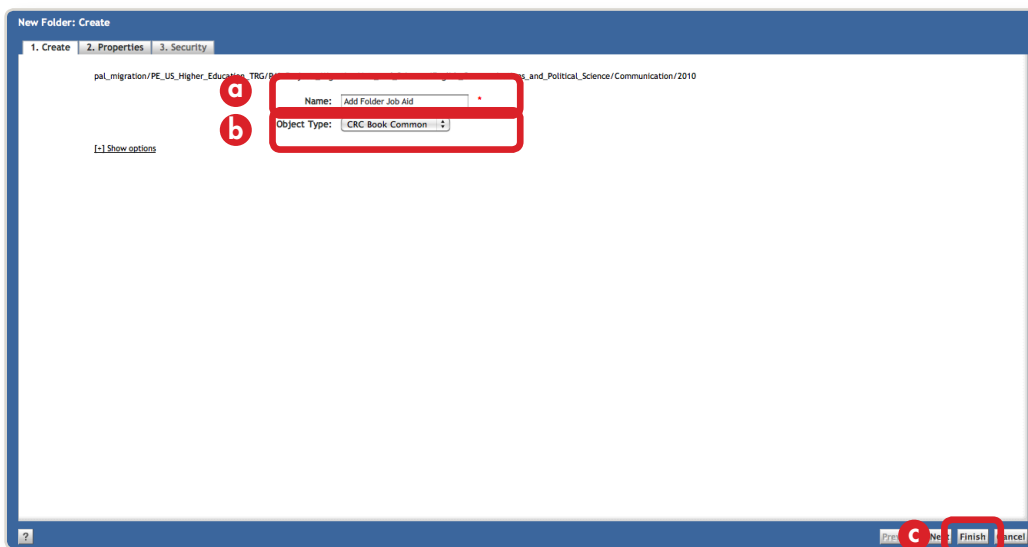 New Folder: Create
1. Create 2. Properties 3. Security
pal_migration/PE_US_Higher_Education_TRG/ s_and_Political_Science/Communication/2010
a
Name: Add Folder Job Aid *
b
Object Type: CRC Book Common
[+] Show options
? c Finish